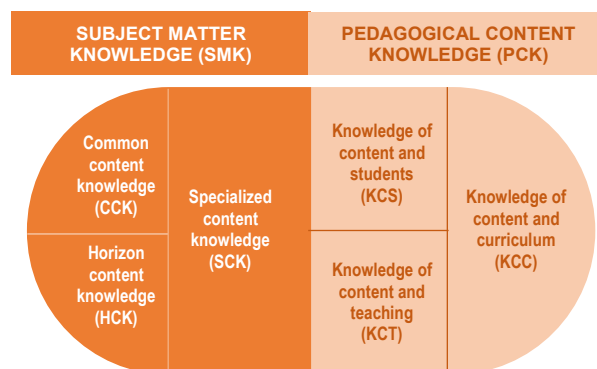 SUBJECT MATTER
KNOWLEDGE (SMK)
PEDAGOGICAL CONTENT
KNOWLEDGE (PCK)
Common
content
knowledge
(CCK)
Horizon
content
knowledge
(HCK)
Specialized
content
knowledge
(SCK)
Knowledge of
content and
students
(KCS)
Knowledge of
content and
teaching
(KCT)
Knowledge of
content and
curriculum
(KCC)